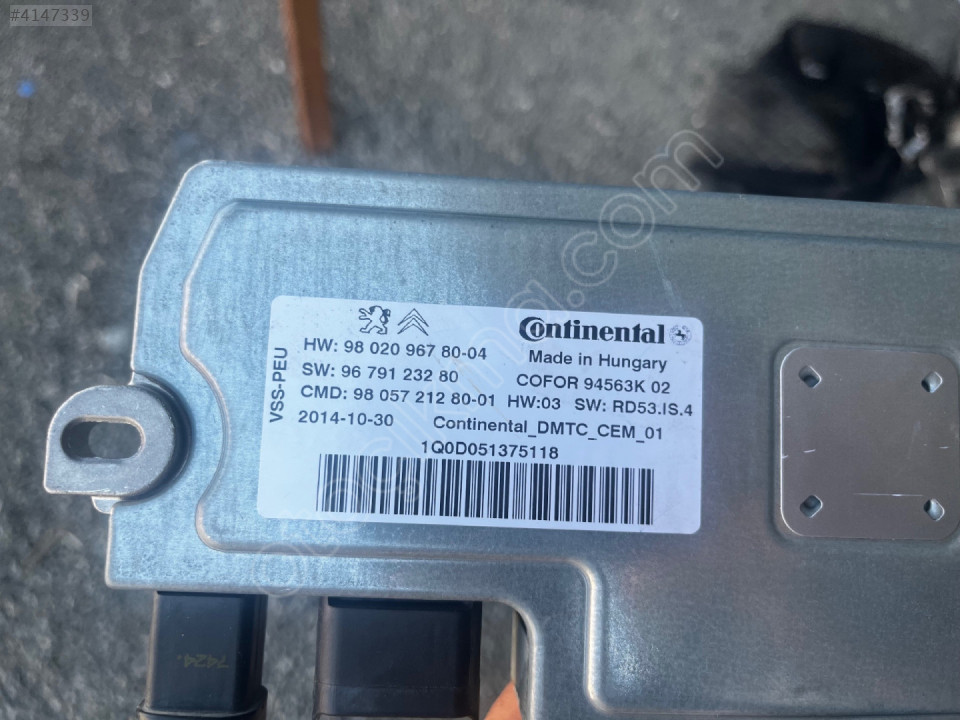 #4147339
Continental
VSS-PEU
HW: 98 020 967 80-04
Made in Hungary
SW: 96 791 232 80
COFOR 94563K 02
CMD: 98 057 212 80-01 HW:03 SW: RD53.IS.4
2014-10-30 Continental_DMTC_CEM_01
1Q0D051375118
7424.